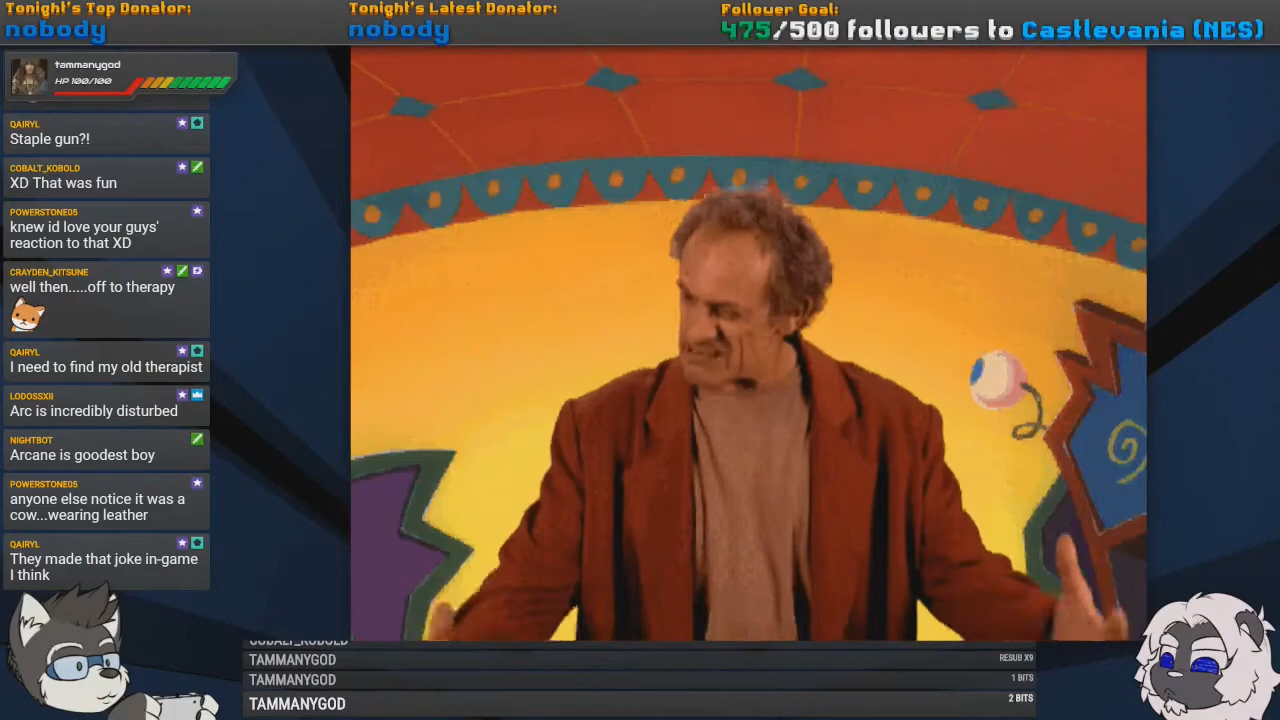 Tonight's Top Donator:
nobody
Tonight's Latest Donator:
nobody
Follower Goal:
475/500 followers to Castlevania (NES)
tammanygod
HP 100/100
QAIRYL
Staple gun?!
COBALT_KOBOLD
XD That was fun
POWERSTONE05
knew id love your guys'
reaction to that XD
CRAYDEN_KITSUNE
well then.....off to therapy
QAIRYL
I need to find my old therapist
LODOSSXII
Arc is incredibly disturbed
NIGHTBOT
Arcane is goodest boy
POWERSTONE05
anyone else notice it was a
cow...wearing leather
QAIRYL
They made that joke in-game
I think
COBALT_KOBOLD
TAMMANYGOD RESUB X9
TAMMANYGOD 1 BITS
TAMMANYGOD 2 BITS